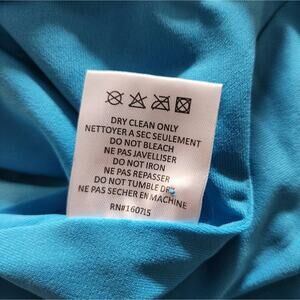 DRY CLEAN ONLY
NETTOYER A SEC SEULEMENT
DO NOT BLEACH
NE PAS JAVELLISER
DO NOT IRON
NE PAS REPASSER
DO NOT TUMBLE DRY
NE PAS SECHER EN MACHINE
RN#160715